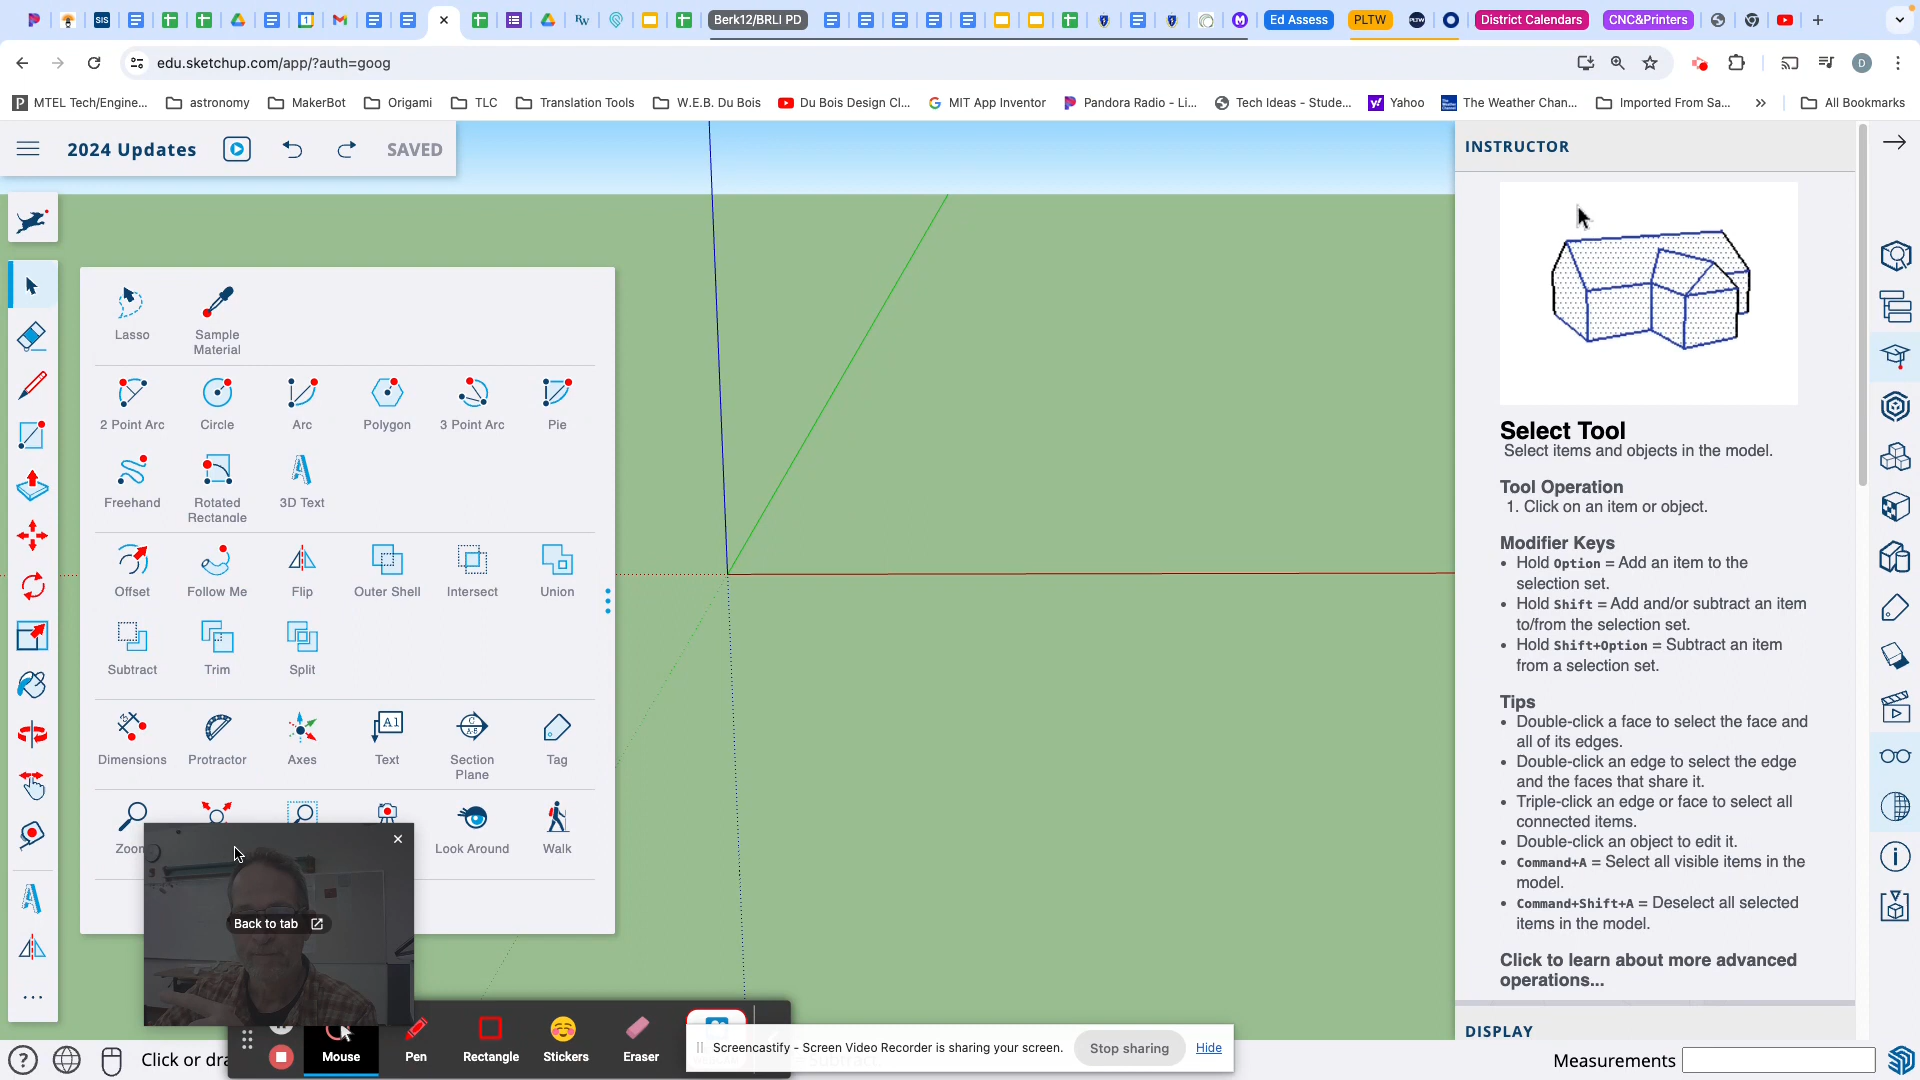 SIS
Berk12/BRLI PD
Ed Assess
PLTW
District Calendars
CNC&Printers
edu.sketchup.com/app/?auth=goog
D
MTEL Tech/Engine...
astronomy
MakerBot
Origami
TLC
Translation Tools
W.E.B. Du Bois
Du Bois Design Cl...
MIT App Inventor
Pandora Radio - Li...
Tech Ideas - Stude...
Yahoo
The Weather Chan...
Imported From Sa...
All Bookmarks
2024 Updates
SAVED
Lasso
Sample Material
2 Point Arc
Circle
Arc
Polygon
3 Point Arc
Pie
Freehand
Rotated Rectangle
3D Text
Offset
Follow Me
Flip
Outer Shell
Intersect
Union
Subtract
Trim
Split
Dimensions
Protractor
Axes
Text
Section Plane
Tag
Zoom
Look Around
Walk
Back to tab
INSTRUCTOR
Select Tool
Select items and objects in the model.
Tool Operation
1. Click on an item or object.
Modifier Keys
• Hold Option = Add an item to the
selection set.
• Hold Shift = Add and/or subtract an item
to/from the selection set.
• Hold Shift+Option = Subtract an item
from a selection set.
Tips
• Double-click a face to select the face and
all of its edges.
• Double-click an edge to select the edge
and the faces that share it.
• Triple-click an edge or face to select all
connected items.
• Double-click an object to edit it.
• Command+A = Select all visible items in the
model.
• Command+Shift+A = Deselect all selected
items in the model.
Click to learn about more advanced
operations...
DISPLAY
Mouse
Pen
Rectangle
Stickers
Eraser
Screencastify - Screen Video Recorder is sharing your screen.
Stop sharing
Hide
Click or dra
Measurements